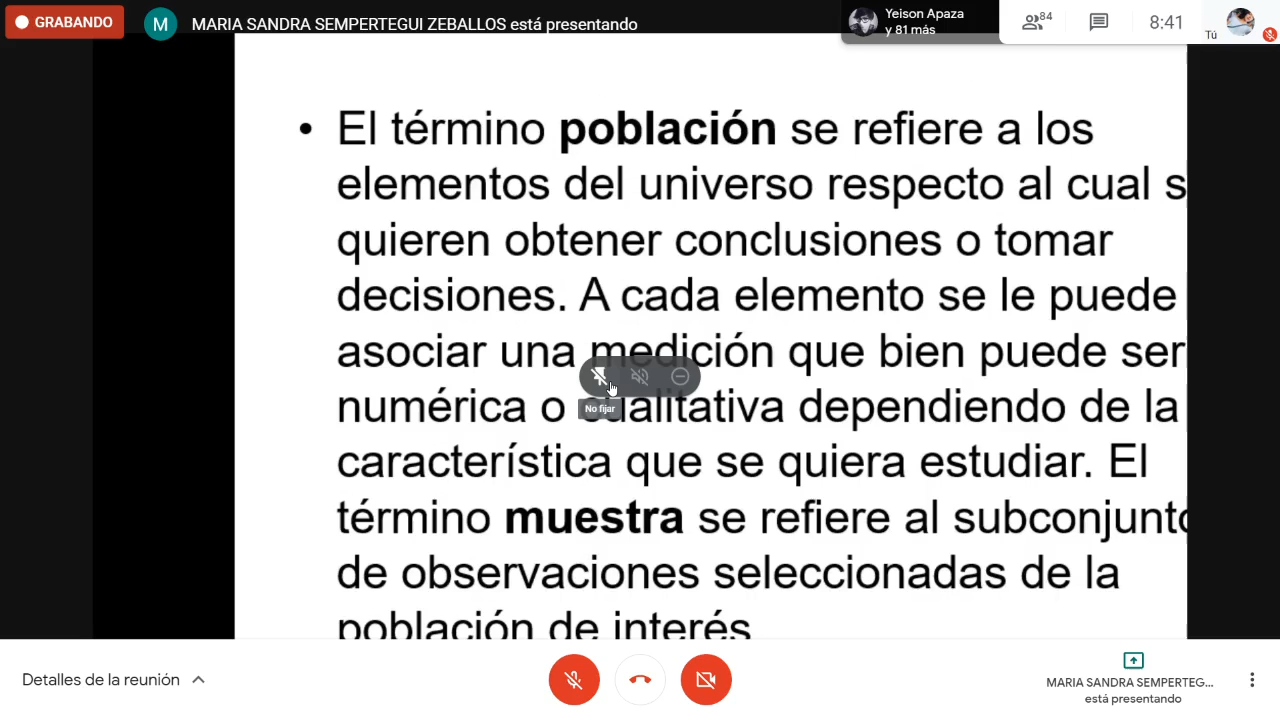 GRABANDO
M
MARIA SANDRA SEMPERTEGUI ZEBALLOS está presentando
Yeison Apaza
y 81 más
84
8:41
Tú
• El término población se refiere a los
elementos del universo respecto al cual s
quieren obtener conclusiones o tomar
decisiones. A cada elemento se le puede
asociar una medición que bien puede ser
numérica o cualitativa dependiendo de la
No fijar
característica que se quiera estudiar. El
término muestra se refiere al subconjunto
de observaciones seleccionadas de la
población de interés
Detalles de la reunión
MARIA SANDRA SEMPERTEG...
está presentando